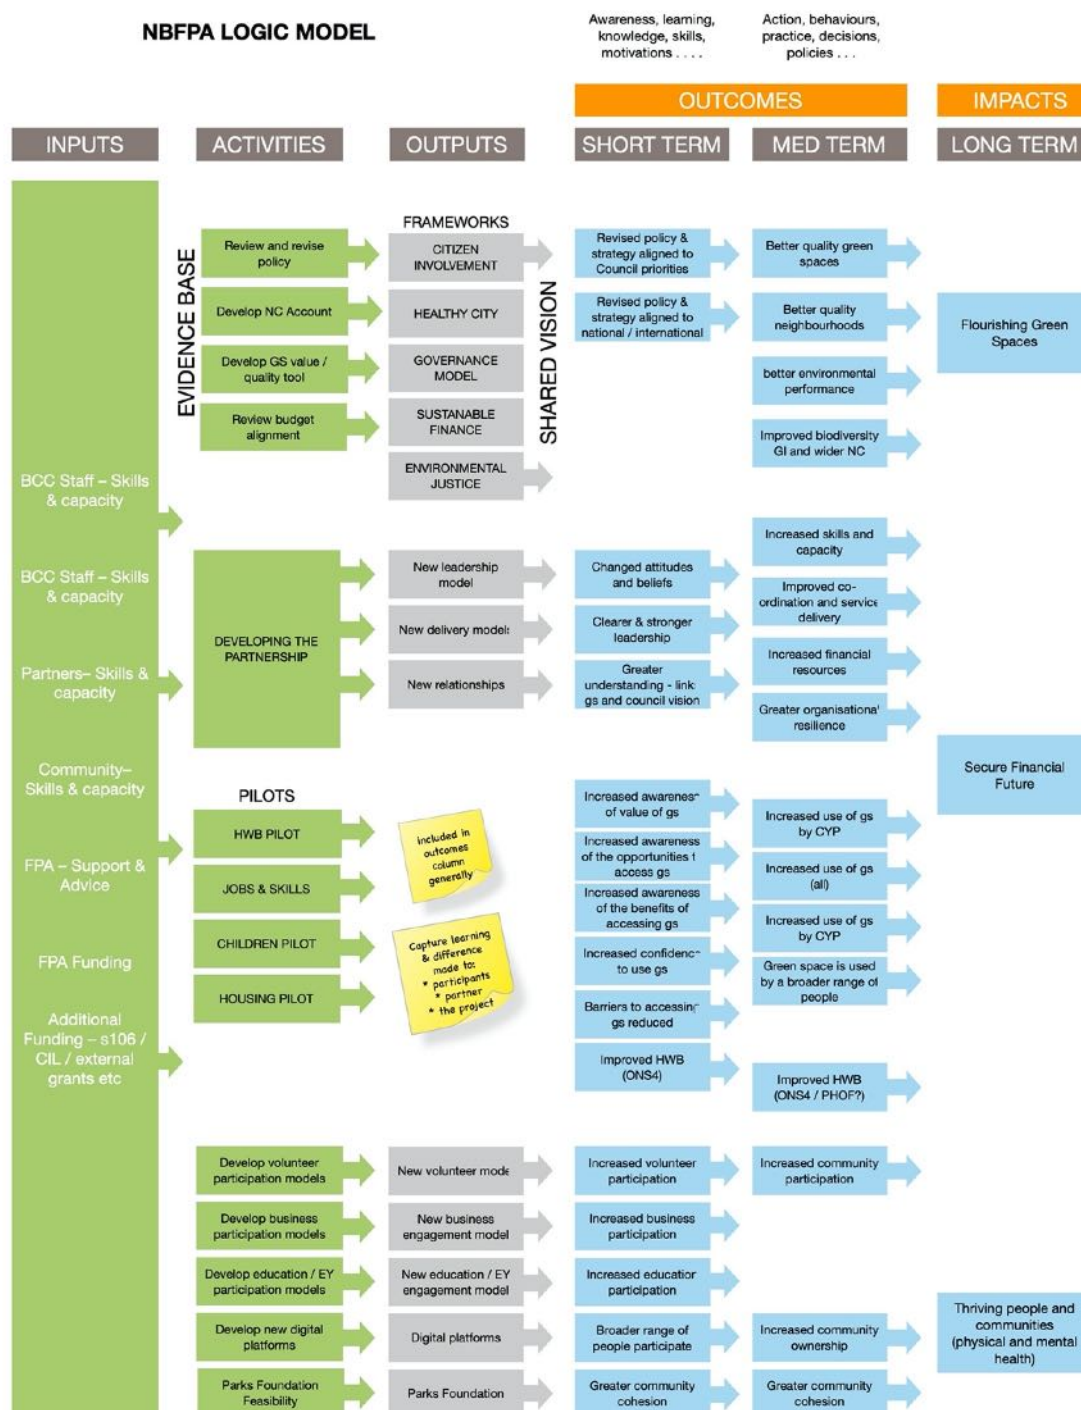 NBFPA LOGIC MODEL
Awareness, learning,
knowledge, skills,
motivations . . . .
Action, behaviours,
practice, decisions,
policies . . .
OUTCOMES
IMPACTS
INPUTS
ACTIVITIES
OUTPUTS
SHORT TERM
MED TERM
LONG TERM
BCC Staff – Skills
& capacity
BCC Staff – Skills
& capacity
Partners– Skills &
capacity
Community–
Skills & capacity
FPA – Support &
Advice
FPA Funding
Additional
Funding – s106 /
CIL / external
grants etc
EVIDENCE BASE
Review and revise
policy
Develop NC Account
Develop GS value /
quality tool
Review budget
alignment
FRAMEWORKS
CITIZEN
INVOLVEMENT
HEALTHY CITY
GOVERNANCE
MODEL
SUSTANABLE
FINANCE
ENVIRONMENTAL
JUSTICE
SHARED VISION
Revised policy &
strategy aligned to
Council priorities
Revised policy &
strategy aligned to
national / international
Better quality green
spaces
Better quality
neighbourhoods
better environmental
performance
Improved biodiversity
GI and wider NC
Flourishing Green
Spaces
DEVELOPING THE
PARTNERSHIP
New leadership
model
New delivery models
New relationships
Changed attitudes
and beliefs
Clearer & stronger
leadership
Greater
understanding - link
gs and council vision
Increased skills and
capacity
Improved co-
ordination and service
delivery
Increased financial
resources
Greater organisational
resilience
Secure Financial
Future
PILOTS
HWB PILOT
JOBS & SKILLS
CHILDREN PILOT
HOUSING PILOT
included in
outcomes
column
generally
Capture learning
& difference
made to:
* participants
* partner
* the project
Increased awareness
of value of gs
Increased awareness
of the opportunities t
access gs
Increased awareness
of the benefits of
accessing gs
Increased confidence
to use gs
Barriers to accessing
gs reduced
Improved HWB
(ONS4)
Increased use of gs
by CYP
Increased use of gs
(all)
Increased use of gs
by CYP
Green space is used
by a broader range of
people
Improved HWB
(ONS4 / PHOF?)
Develop volunteer
participation models
Develop business
participation models
Develop education / EY
participation models
Develop new digital
platforms
Parks Foundation
Feasibility
New volunteer mode
New business
engagement model
New education / EY
engagement model
Digital platforms
Parks Foundation
Increased volunteer
participation
Increased business
participation
Increased education
participation
Broader range of
people participate
Greater community
cohesion
Increased community
participation
Increased community
ownership
Greater community
cohesion
Thriving people and
communities
(physical and mental
health)